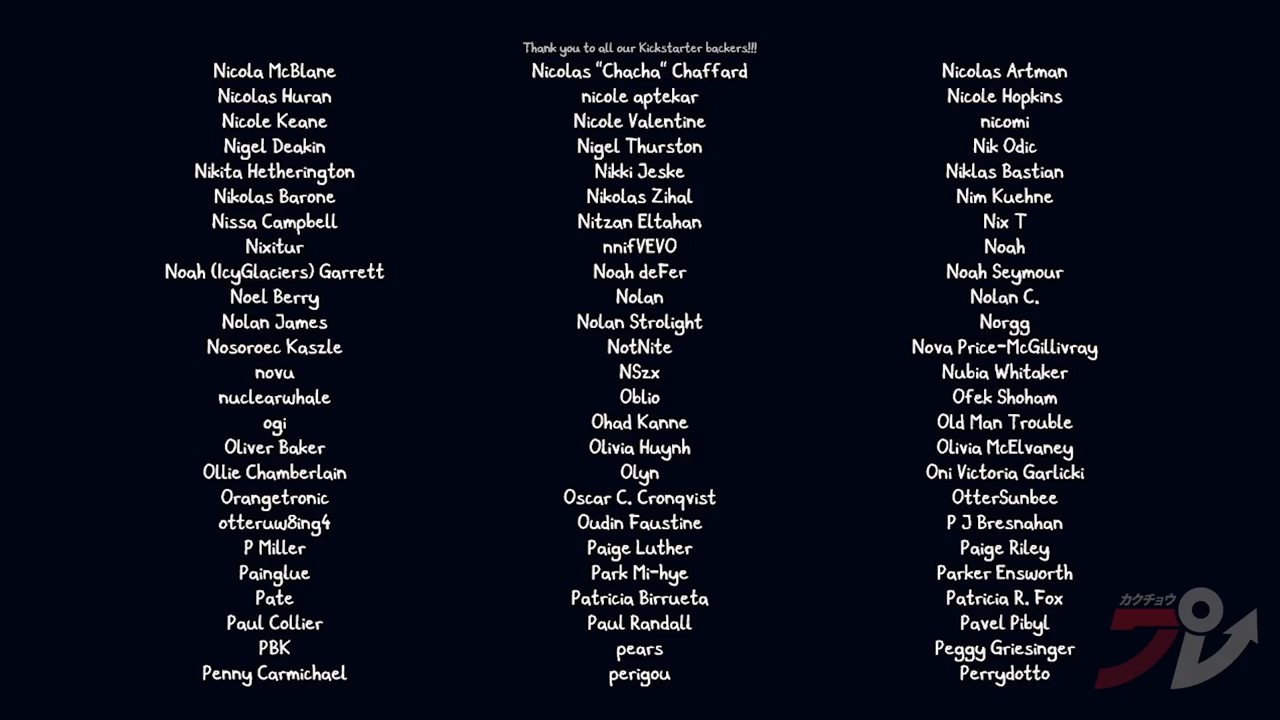 Thank you to all our Kickstarter backers!!!
Nicola McBlane Nicolas "Chacha" Chaffard Nicolas Artman
Nicolas Huran nicole aptekar Nicole Hopkins
Nicole Keane Nicole Valentine nicomi
Nigel Deakin Nigel Thurston Nik Odic
Nikita Hetherington Nikki Jeske Niklas Bastian
Nikolas Barone Nikolas Zihal Nim Kuehne
Nissa Campbell Nitzan Eltahan Nix T
Nixitur nnifVEVO Noah
Noah (IcyGlaciers) Garrett Noah deFer Noah Seymour
Noel Berry Nolan Nolan C.
Nolan James Nolan Strolight Norgg
Nosoroec Kaszle NotNite Nova Price-McGillivray
novu NSzx Nubia Whitaker
nuclearwhale Oblio Ofek Shoham
ogi Ohad Kanne Old Man Trouble
Oliver Baker Olivia Huynh Olivia McElvaney
Ollie Chamberlain Olyn Oni Victoria Garlicki
Orangetronic Oscar C. Cronqvist OtterSunbee
otteruw8ing4 Oudin Faustine P J Bresnahan
P Miller Paige Luther Paige Riley
Painglue Park Mi-hye Parker Ensworth
Pate Patricia Birrueta Patricia R. Fox
Paul Collier Paul Randall Pavel Pibyl
PBK pears Peggy Griesinger
Penny Carmichael perigou Perrydotto
カクチョウ
プレ